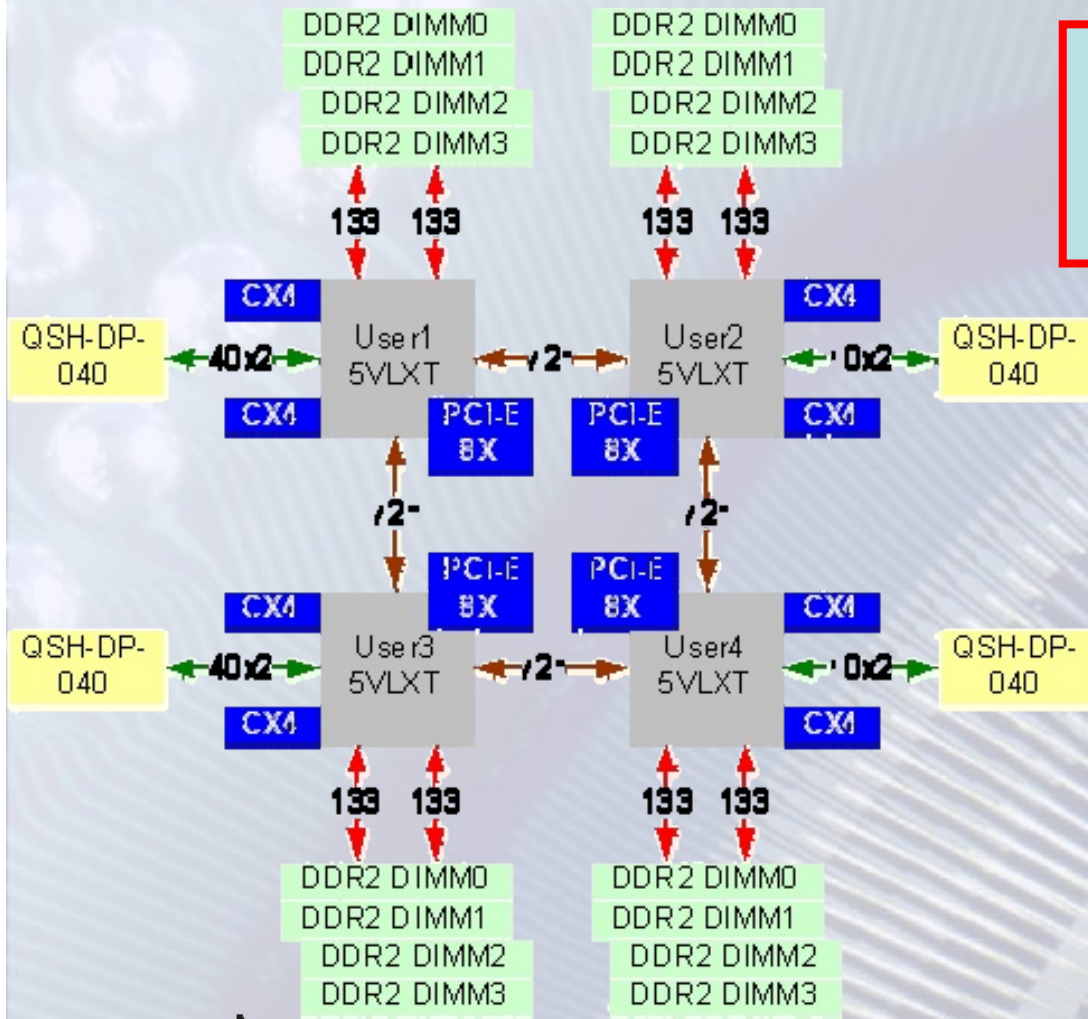 DDR2 DIMM0
DDR2 DIMM1
DDR2 DIMM2
DDR2 DIMM3
DDR2 DIMM0
DDR2 DIMM1
DDR2 DIMM2
DDR2 DIMM3
133 133
133 133
CX4
User1
5VLXT
CX4
PCI-E
8X
QSH-DP-
040
40x2
User2
5VLXT
CX4
CX4
PCI-E
8X
0x2
QSH-DP-
040
PCI-E
8X
CX4
User3
5VLXT
CX4
QSH-DP-
040
40x2
PCI-E
8X
User4
5VLXT
CX4
CX4
0x2
QSH-DP-
040
133 133
133 133
DDR2 DIMM0
DDR2 DIMM1
DDR2 DIMM2
DDR2 DIMM3
DDR2 DIMM0
DDR2 DIMM1
DDR2 DIMM2
DDR2 DIMM3